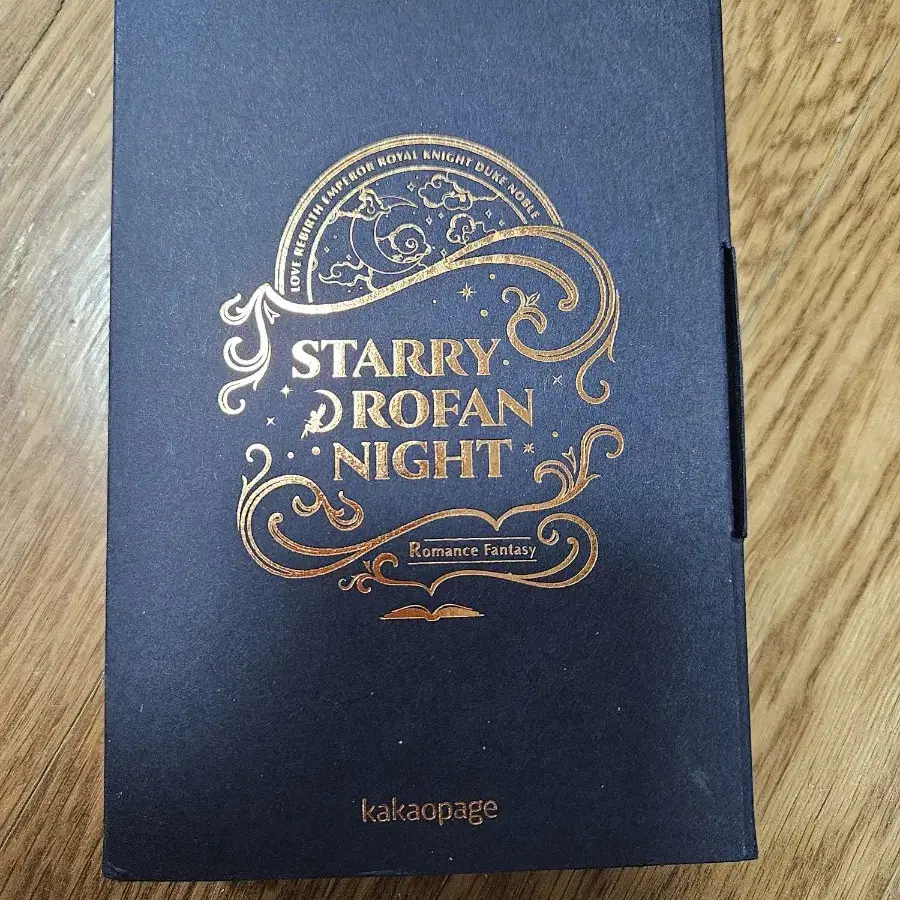 LOVE REBIRTH EMPEROR ROYAL KNIGHT DUKE NOBLE
STARRY
ROFAN
NIGHT
Romance Fantasy
kakaopage